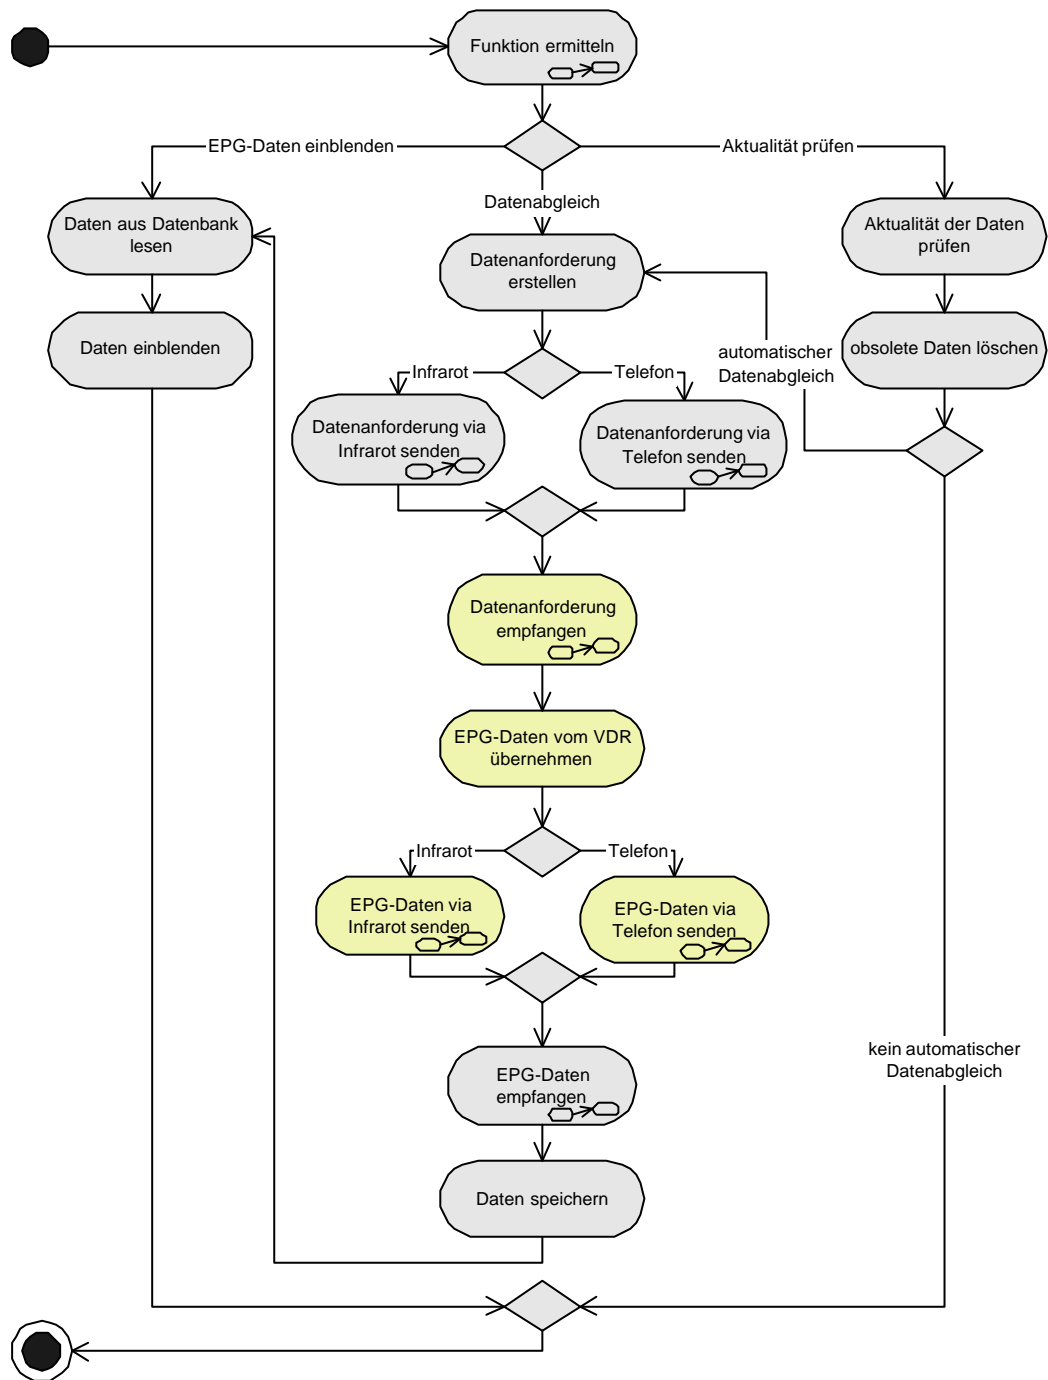 Funktion ermitteln
EPG-Daten einblenden
Aktualität prüfen
Datenabgleich
Daten aus Datenbank
lesen
Datenanforderung
erstellen
Aktualität der Daten
prüfen
Daten einblenden
automatischer
Datenabgleich
obsolete Daten löschen
Infrarot
Telefon
Datenanforderung via
Infrarot senden
Datenanforderung via
Telefon senden
Datenanforderung
empfangen
EPG-Daten vom VDR
übernehmen
Infrarot
Telefon
EPG-Daten via
Infrarot senden
EPG-Daten via
Telefon senden
kein automatischer
Datenabgleich
EPG-Daten
empfangen
Daten speichern